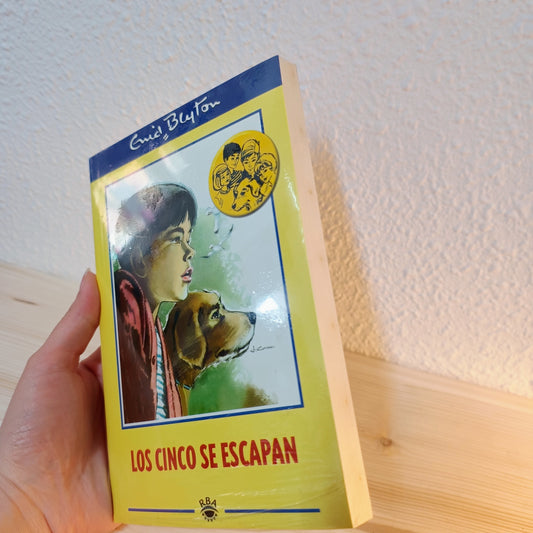 Enid Blyton
LOS CINCO SE ESCAPAN
RBA